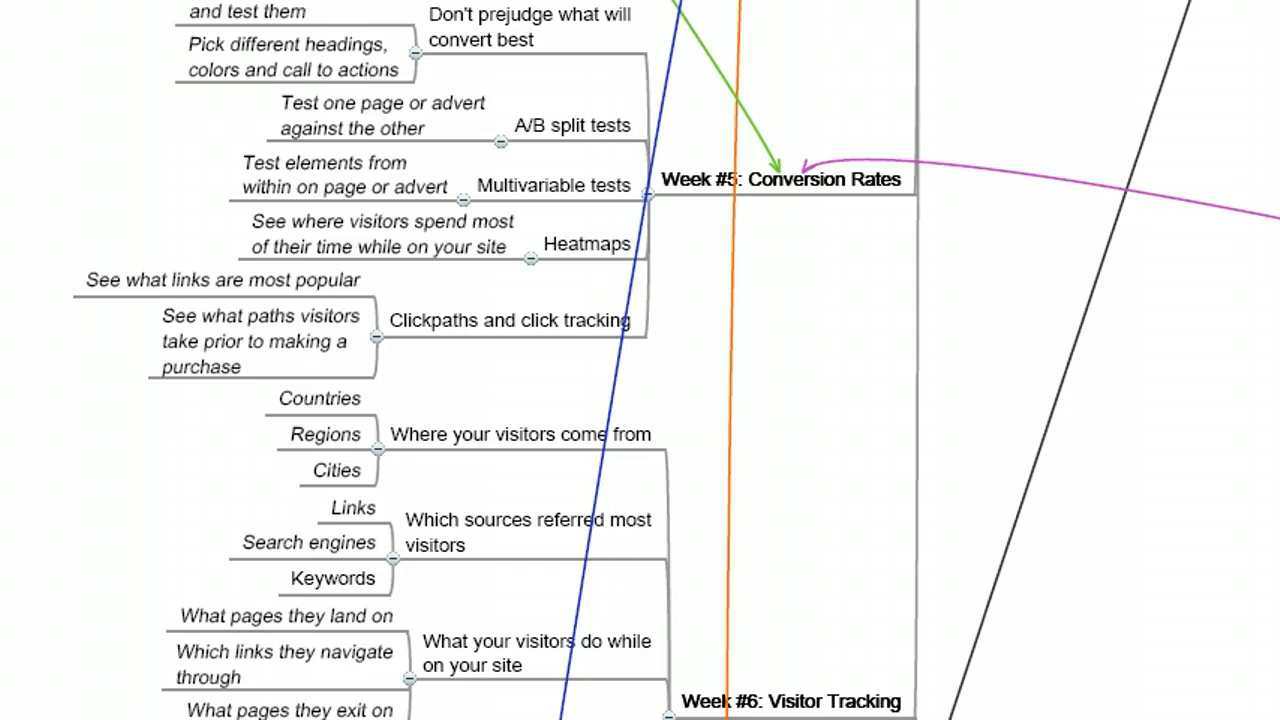 and test them
Don't prejudge what will
convert best
Pick different headings,
colors and call to actions
Test one page or advert
against the other
A/B split tests
Test elements from
within on page or advert
Multivariable tests
Week #5: Conversion Rates
See where visitors spend most
of their time while on your site
Heatmaps
See what links are most popular
Clickpaths and click tracking
See what paths visitors
take prior to making a
purchase
Countries
Regions
Where your visitors come from
Cities
Links
Which sources referred most
visitors
Search engines
Keywords
What pages they land on
What your visitors do while
on your site
Which links they navigate
through
Week #6: Visitor Tracking
What pages they exit on